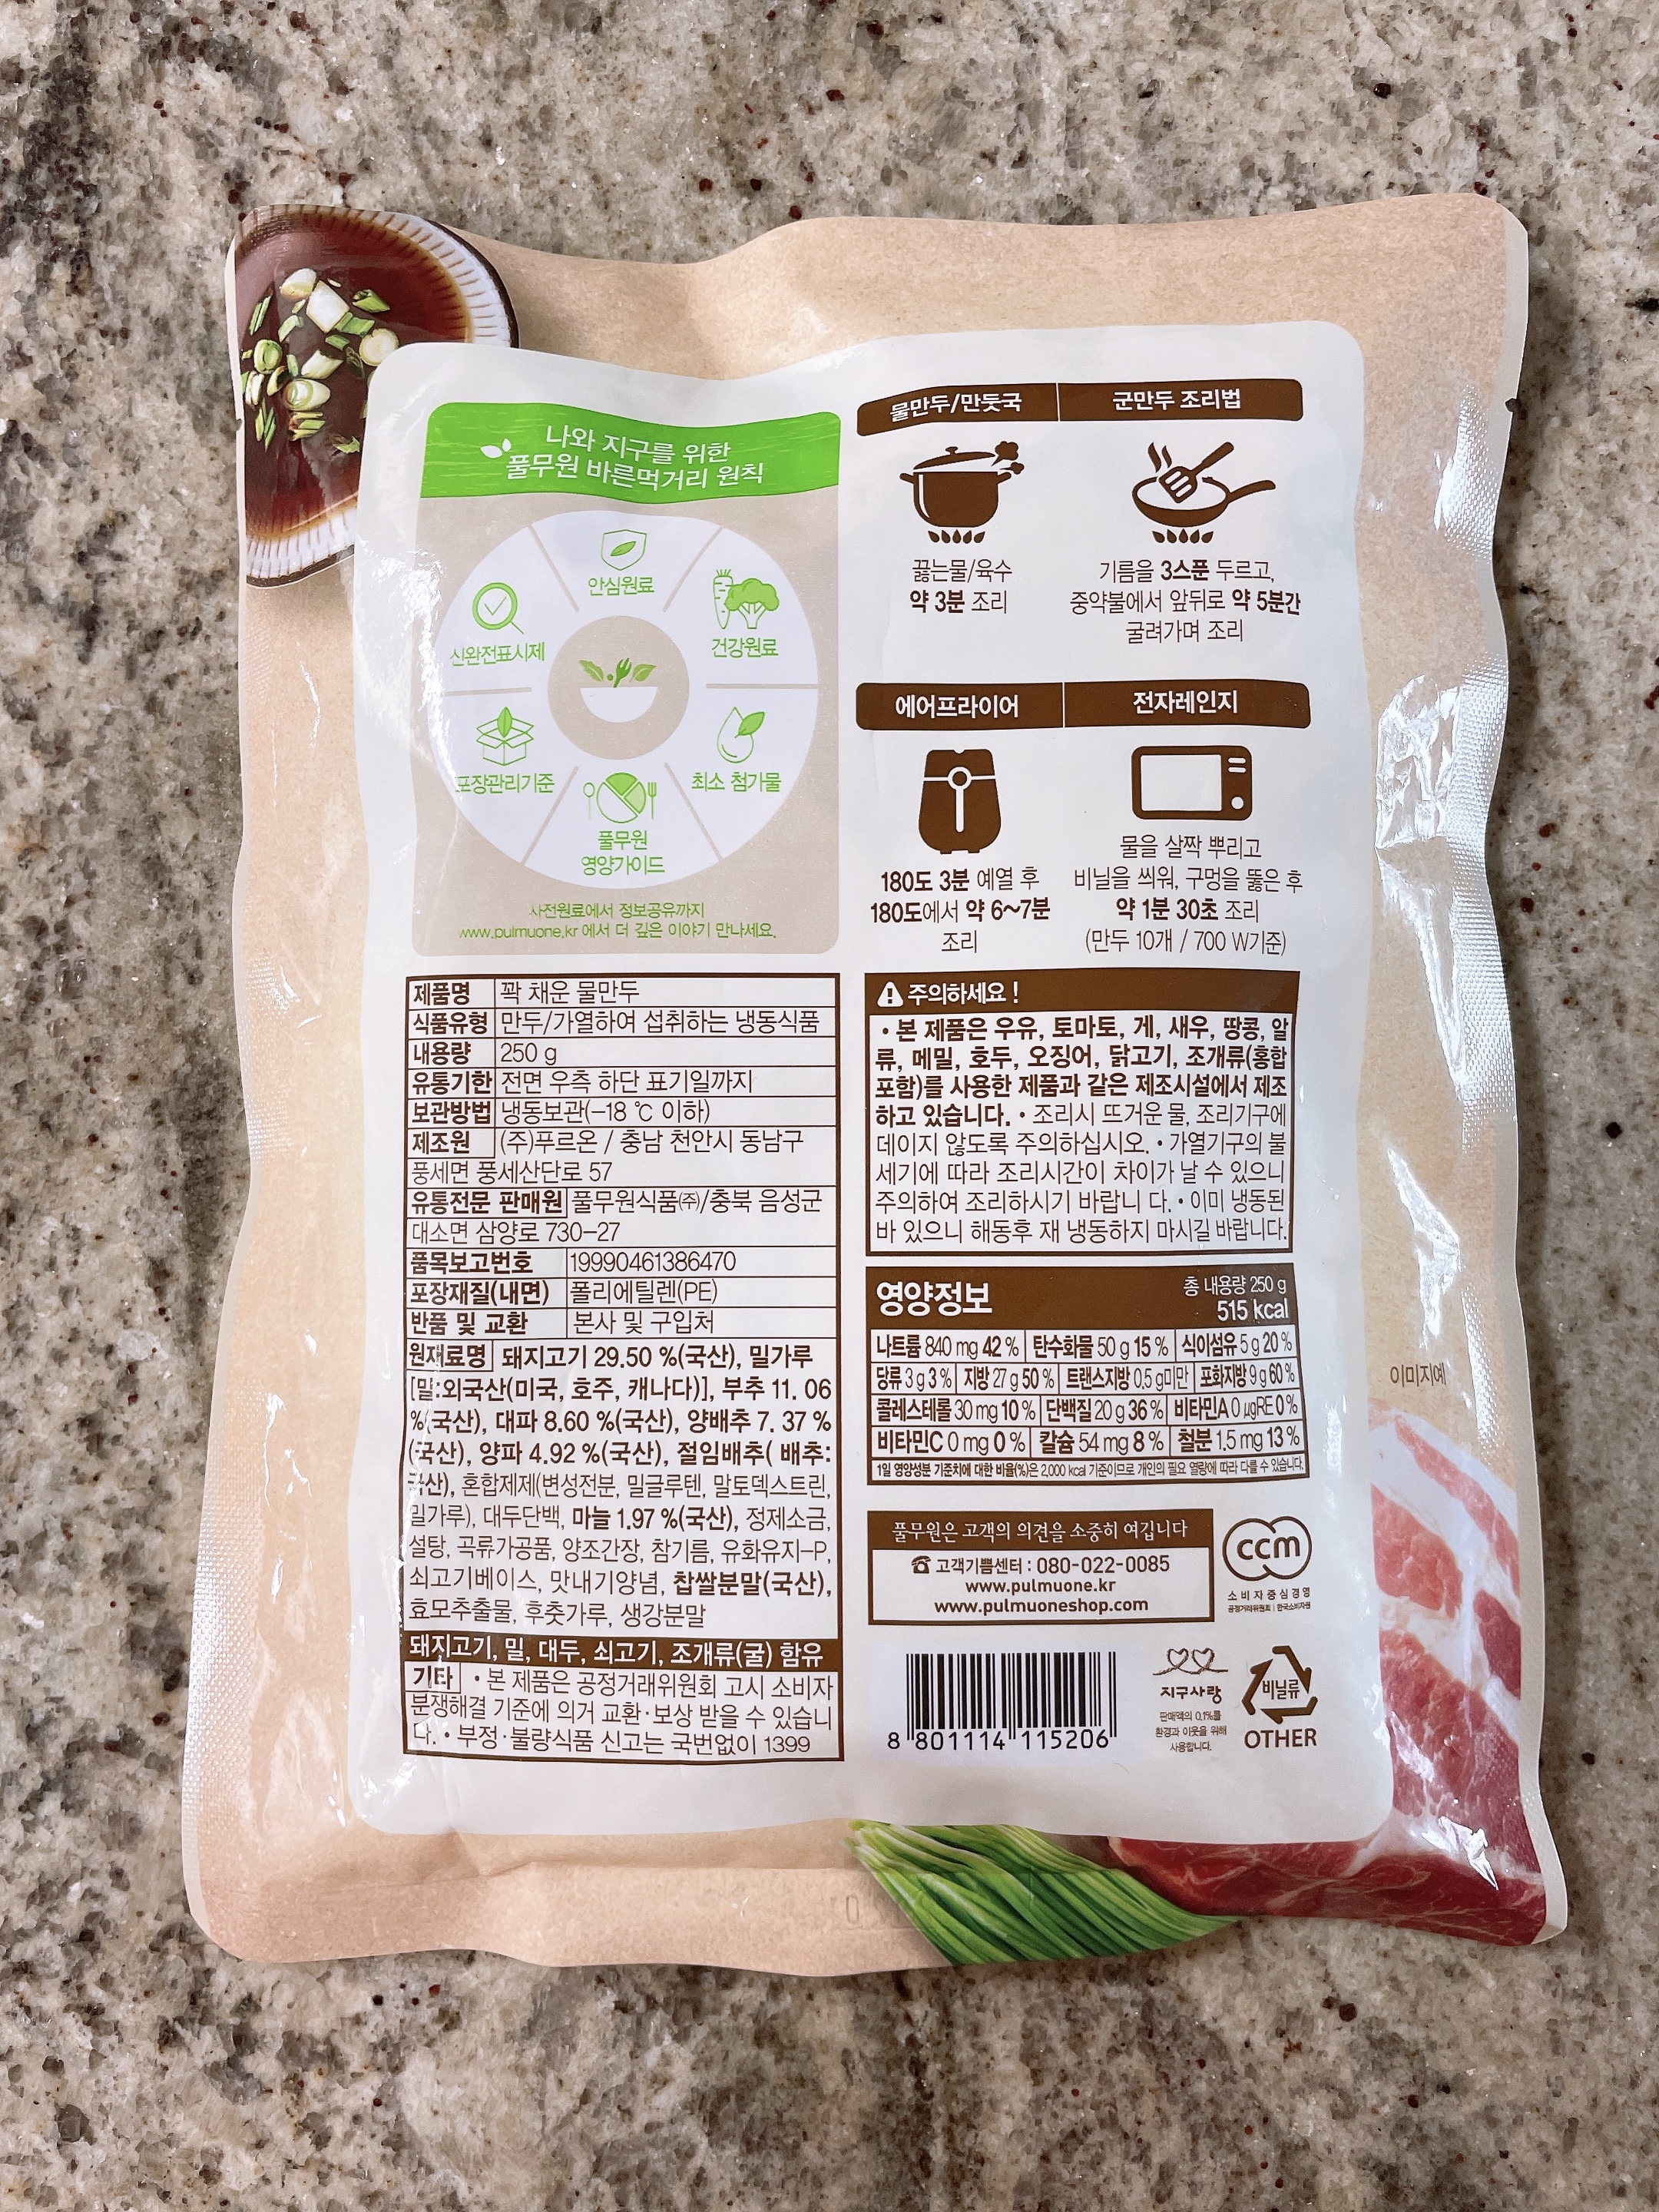 나와 지구를 위한
풀무원 바른먹거리 원칙
안심원료
건강원료
최소 첨가물
풀무원
영양가이드
포장관리기준
신완전표시제
사전원료에서 정보공유까지
www.pulmuone.kr 에서 더 깊은 이야기 만나세요.
물만두/만둣국
끓는물/육수
약 3분 조리
군만두 조리법
기름을 3스푼 두르고,
중약불에서 앞뒤로 약 5분간
굴려가며 조리
에어프라이어
180도 3분 예열 후
180도에서 약 6~7분
조리
전자레인지
물을 살짝 뿌리고
비닐을 씌워, 구멍을 뚫은 후
약 1분 30초 조리
(만두 10개 / 700 W기준)
제품명 꽉 채운 물만두
식품유형 만두/가열하여 섭취하는 냉동식품
내용량 250 g
유통기한 전면 우측 하단 표기일까지
보관방법 냉동보관(-18 ℃ 이하)
제조원 (주)푸르온 / 충남 천안시 동남구
풍세면 풍세산단로 57
유통전문 판매원 풀무원식품㈜/충북 음성군
대소면 삼양로 730-27
품목보고번호 19990461386470
포장재질(내면) 폴리에틸렌(PE)
반품 및 교환 본사 및 구입처
원재료명 돼지고기 29.50 %(국산), 밀가루
[밀:외국산(미국, 호주, 캐나다)], 부추 11. 06
%(국산), 대파 8.60 %(국산), 양배추 7. 37 %
(국산), 양파 4.92 %(국산), 절임배추( 배추:
국산), 혼합제제(변성전분, 밀글루텐, 말토덱스트린,
밀가루), 대두단백, 마늘 1.97 %(국산), 정제소금,
설탕, 곡류가공품, 양조간장, 참기름, 유화유지-P,
쇠고기베이스, 맛내기양념, 찹쌀분말(국산),
효모추출물, 후춧가루, 생강분말
돼지고기, 밀, 대두, 쇠고기, 조개류(굴) 함유
기타 • 본 제품은 공정거래위원회 고시 소비자
분쟁해결 기준에 의거 교환·보상 받을 수 있습니
다. • 부정·불량식품 신고는 국번없이 1399
주의하세요 !
• 본 제품은 우유, 토마토, 게, 새우, 땅콩, 알
류, 메밀, 호두, 오징어, 닭고기, 조개류(홍합
포함)를 사용한 제품과 같은 제조시설에서 제조
하고 있습니다. • 조리시 뜨거운 물, 조리기구에
데이지 않도록 주의하십시오. • 가열기구의 불
세기에 따라 조리시간이 차이가 날 수 있으니
주의하여 조리하시기 바랍니 다. • 이미 냉동된
바 있으니 해동후 재 냉동하지 마시길 바랍니다.
영양정보
총 내용량 250 g
515 kcal
나트륨 840 mg 42 % 탄수화물 50 g 15 % 식이섬유 5 g 20 %
당류 3 g 3 % 지방 27 g 50 % 트랜스지방 0.5 g미만 포화지방 9 g 60 %
콜레스테롤 30 mg 10 % 단백질 20 g 36 % 비타민A 0 μgRE 0 %
비타민C 0 mg 0 % 칼슘 54 mg 8 % 철분 1.5 mg 13 %
1일 영양성분 기준치에 대한 비율(%)은 2,000 kcal 기준이므로 개인의 필요 열량에 따라 다를 수 있습니다.
이미지예
풀무원은 고객의 의견을 소중히 여깁니다
고객기쁨센터 : 080-022-0085
www.pulmuone.kr
www.pulmuoneshop.com
ccm
소비자중심경영
공정거래위원회 | 한국소비자원
8 801114 115206
지구사랑
판매액의 0.1%를
환경과 이웃을 위해
사용합니다.
비닐류
OTHER